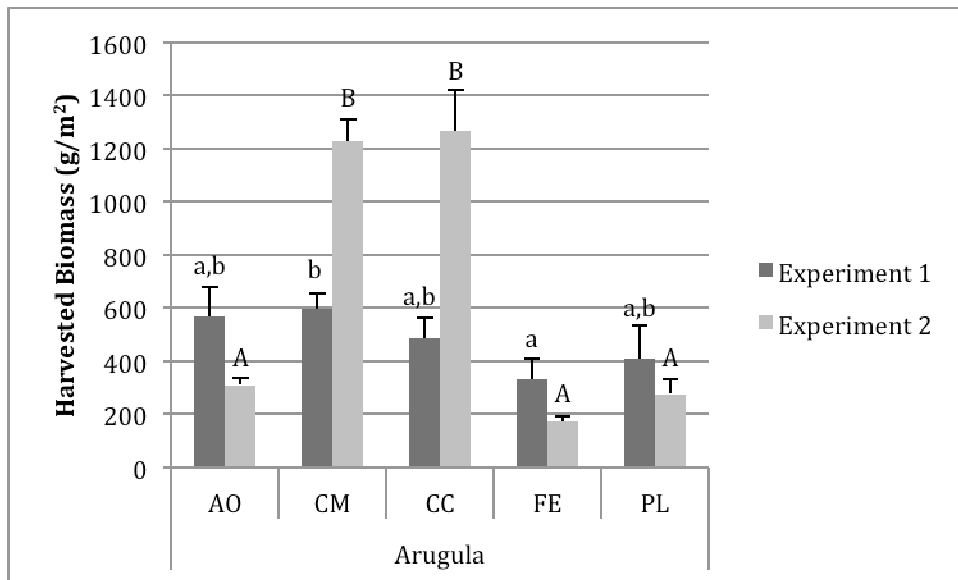 Harvested Biomass (g/m²)
1600
1400
1200
1000
800
600
400
200
0
a,b
A
b
B
a,b
B
a
A
a,b
A
AO
CM
CC
FE
PL
Arugula
Experiment 1
Experiment 2